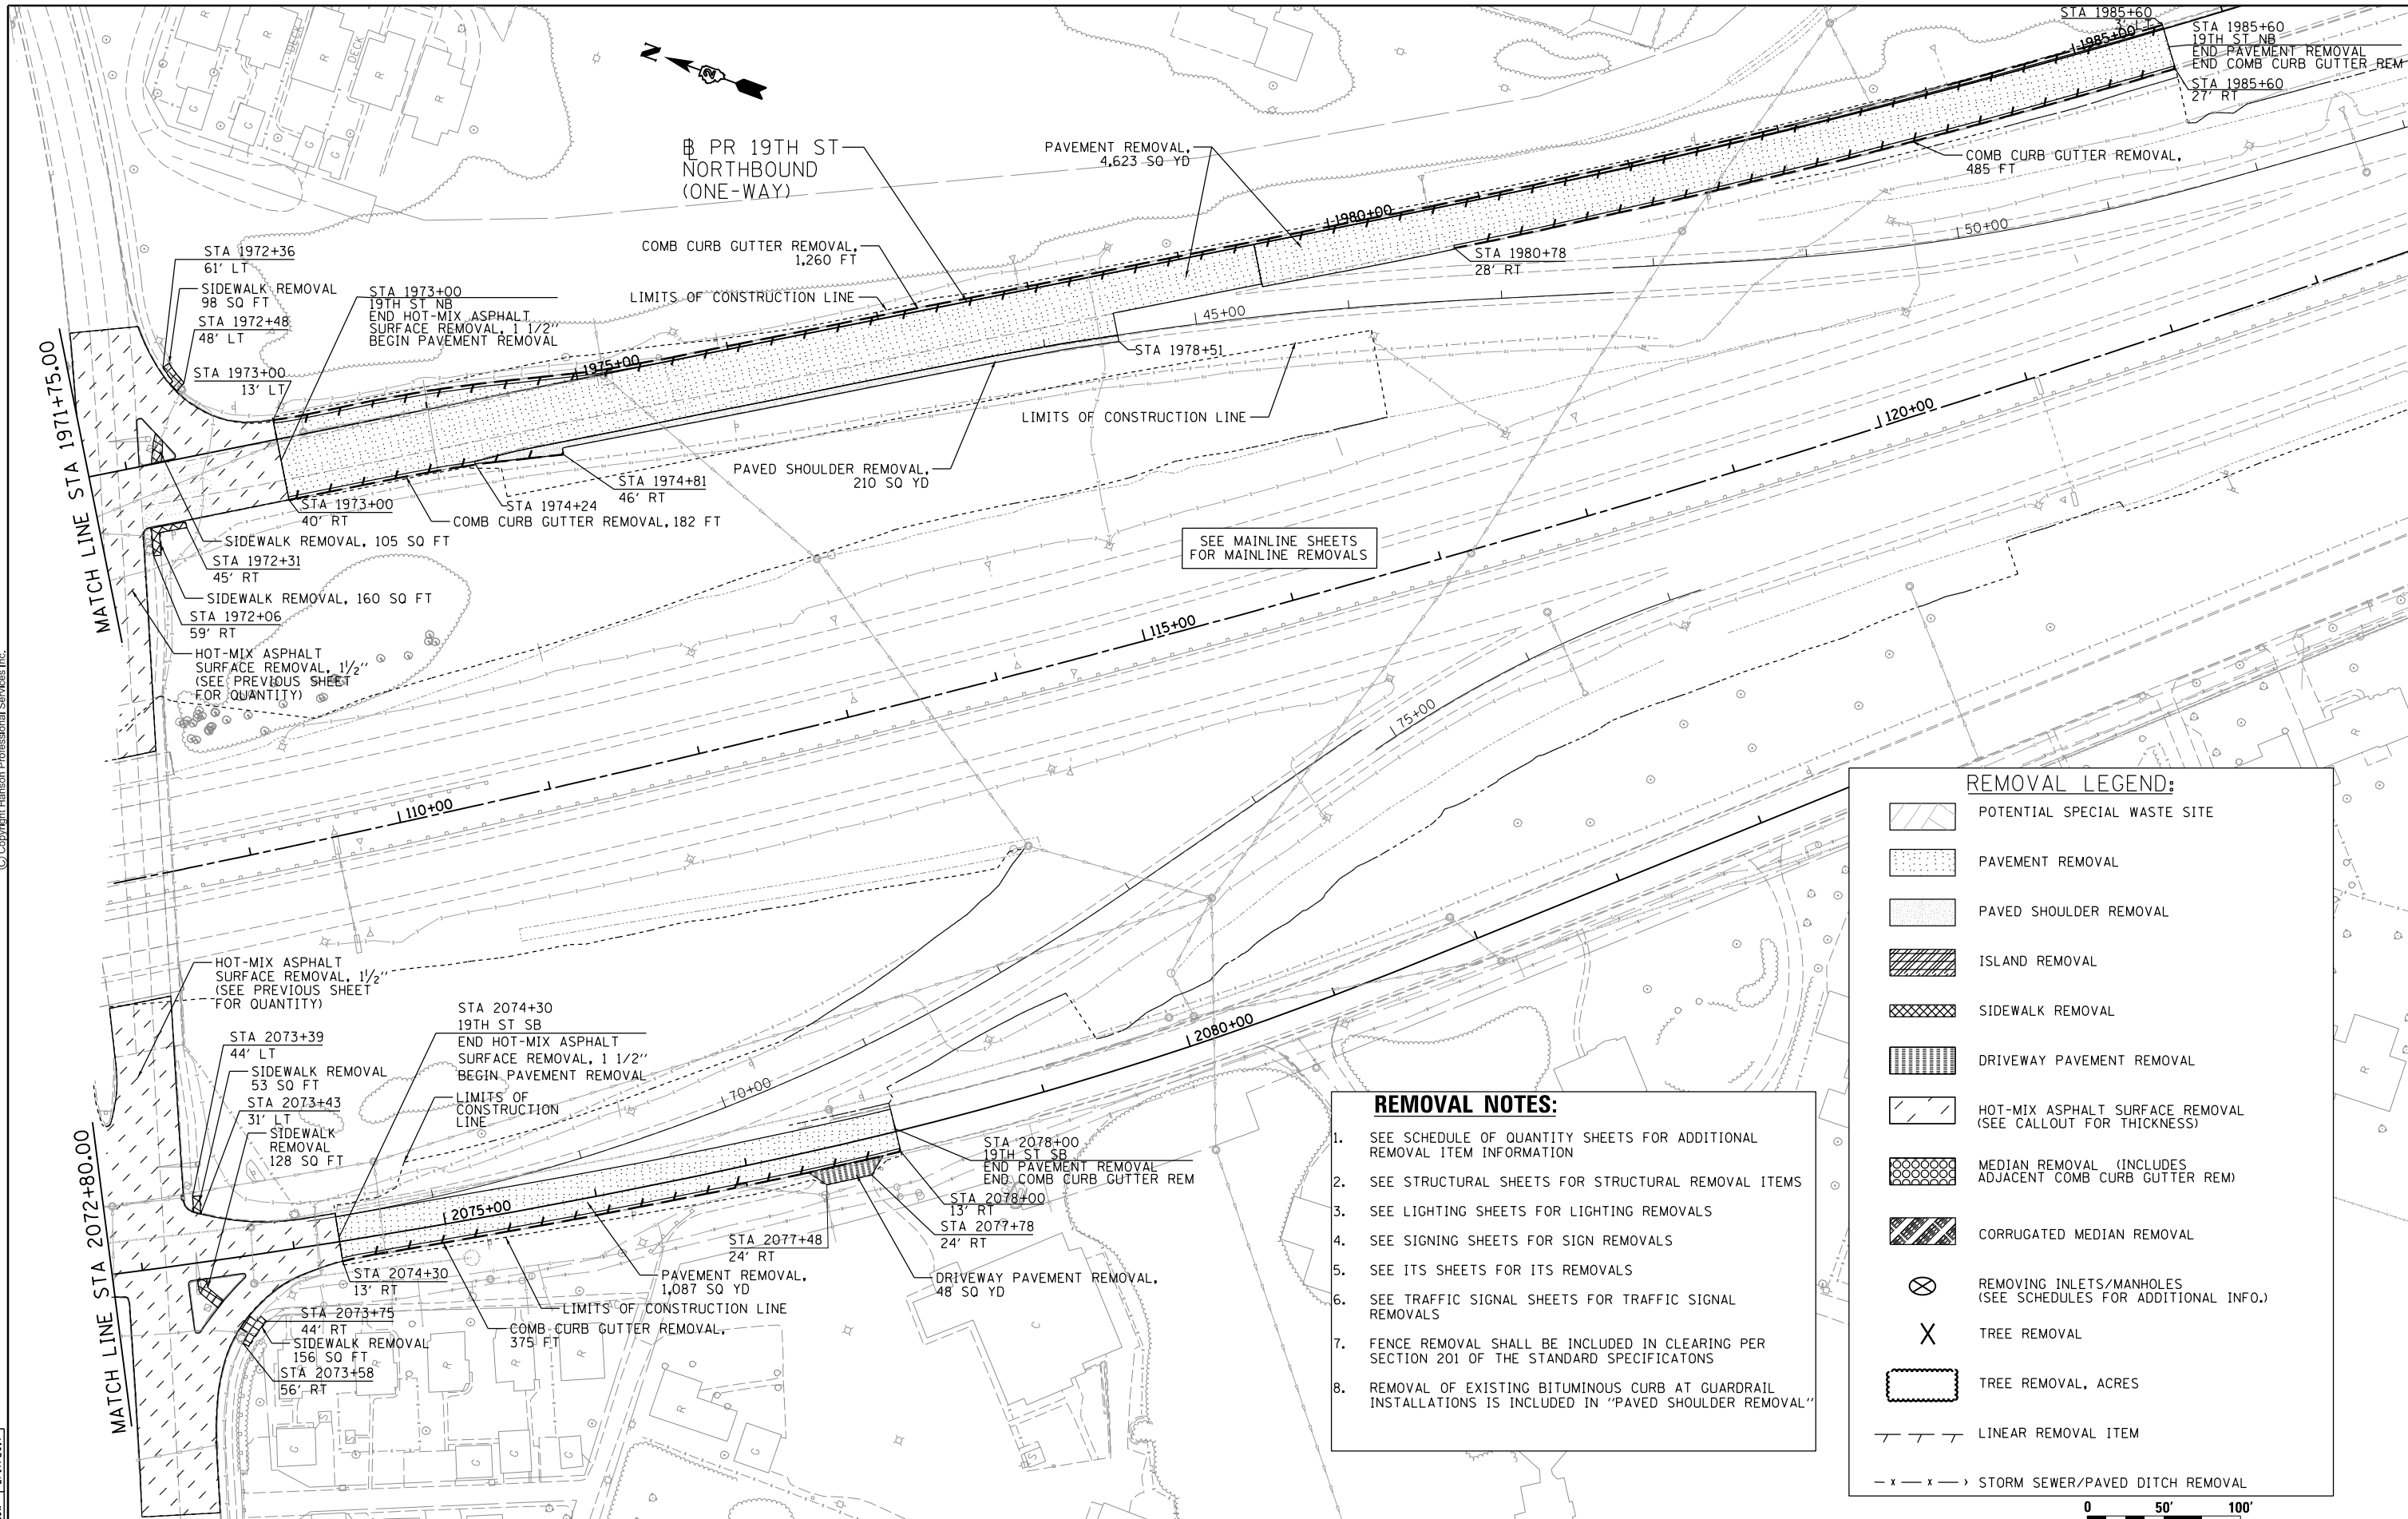 STA 1985+60
3' LT
STA 1985+60
19TH ST NB
END PAVEMENT REMOVAL
END COMB CURB GUTTER REM
STA 1985+60
27' RT
1985+00
R
R
DECK
DECK
R
R
R
G
G
G
G
G
N
2
PR 19TH ST
NORTHBOUND
(ONE-WAY)
PAVEMENT REMOVAL,
4,623 SQ YD
COMB CURB GUTTER REMOVAL,
485 FT
1980+00
50+00
STA 1980+78
28' RT
COMB CURB GUTTER REMOVAL,
1,260 FT
LIMITS OF CONSTRUCTION LINE
STA 1972+36
61' LT
SIDEWALK REMOVAL
98 SQ FT
STA 1972+48
48' LT
STA 1973+00
19TH ST NB
END HOT-MIX ASPHALT
SURFACE REMOVAL, 1 1/2"
BEGIN PAVEMENT REMOVAL
STA 1973+00
13' LT
1975+00
45+00
STA 1978+51
LIMITS OF CONSTRUCTION LINE
120+00
MATCH LINE STA 1971+75.00
PAVED SHOULDER REMOVAL,
210 SQ YD
STA 1974+81
46' RT
STA 1974+24
STA 1973+00
40' RT
COMB CURB GUTTER REMOVAL, 182 FT
SIDEWALK REMOVAL, 105 SQ FT
STA 1972+31
45' RT
SIDEWALK REMOVAL, 160 SQ FT
STA 1972+06
59' RT
SEE MAINLINE SHEETS
FOR MAINLINE REMOVALS
HOT-MIX ASPHALT
SURFACE REMOVAL, 1½"
(SEE PREVIOUS SHEET
FOR QUANTITY)
115+00
75+00
110+00
(C) Copyright Hanson Professional Services Inc.
HOT-MIX ASPHALT
SURFACE REMOVAL, 1½"
(SEE PREVIOUS SHEET
FOR QUANTITY)
STA 2073+39
44' LT
SIDEWALK REMOVAL
53 SQ FT
STA 2073+43
31' LT
SIDEWALK
REMOVAL
128 SQ FT
STA 2074+30
19TH ST SB
END HOT-MIX ASPHALT
SURFACE REMOVAL, 1 1/2"
BEGIN PAVEMENT REMOVAL
LIMITS OF
CONSTRUCTION
LINE
70+00
2080+00
STA 2078+00
19TH ST SB
END PAVEMENT REMOVAL
END COMB CURB GUTTER REM
STA 2078+00
13' RT
STA 2077+78
24' RT
STA 2077+48
24' RT
2075+00
MATCH LINE STA 2072+80.00
STA 2074+30
13' RT
PAVEMENT REMOVAL,
1,087 SQ YD
DRIVEWAY PAVEMENT REMOVAL,
48 SQ YD
LIMITS OF CONSTRUCTION LINE
COMB CURB GUTTER REMOVAL,
375 FT
STA 2073+75
44' RT
SIDEWALK REMOVAL
156 SQ FT
STA 2073+58
56' RT
R
R
R
R
R
S
G
G
G
G
R
G
S
R
R
REMOVAL NOTES:
1. SEE SCHEDULE OF QUANTITY SHEETS FOR ADDITIONAL
REMOVAL ITEM INFORMATION
2. SEE STRUCTURAL SHEETS FOR STRUCTURAL REMOVAL ITEMS
3. SEE LIGHTING SHEETS FOR LIGHTING REMOVALS
4. SEE SIGNING SHEETS FOR SIGN REMOVALS
5. SEE ITS SHEETS FOR ITS REMOVALS
6. SEE TRAFFIC SIGNAL SHEETS FOR TRAFFIC SIGNAL
REMOVALS
7. FENCE REMOVAL SHALL BE INCLUDED IN CLEARING PER
SECTION 201 OF THE STANDARD SPECIFICATONS
8. REMOVAL OF EXISTING BITUMINOUS CURB AT GUARDRAIL
INSTALLATIONS IS INCLUDED IN "PAVED SHOULDER REMOVAL"
REMOVAL LEGEND:
POTENTIAL SPECIAL WASTE SITE
PAVEMENT REMOVAL
PAVED SHOULDER REMOVAL
ISLAND REMOVAL
SIDEWALK REMOVAL
DRIVEWAY PAVEMENT REMOVAL
HOT-MIX ASPHALT SURFACE REMOVAL
(SEE CALLOUT FOR THICKNESS)
MEDIAN REMOVAL (INCLUDES
ADJACENT COMB CURB GUTTER REM)
CORRUGATED MEDIAN REMOVAL
REMOVING INLETS/MANHOLES
(SEE SCHEDULES FOR ADDITIONAL INFO.)
TREE REMOVAL
TREE REMOVAL, ACRES
LINEAR REMOVAL ITEM
STORM SEWER/PAVED DITCH REMOVAL
0 50' 100'